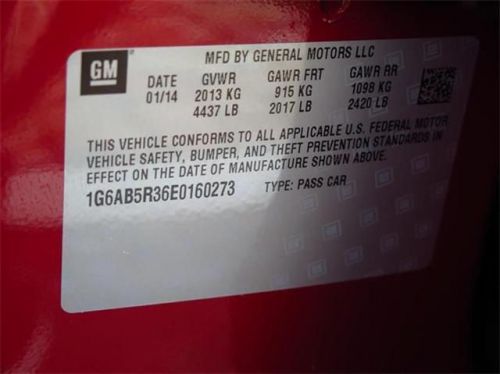 GM
MFD BY GENERAL MOTORS LLC
DATE GVWR GAWR FRT GAWR RR
01/14 2013 KG 915 KG 1098 KG
4437 LB 2017 LB 2420 LB
THIS VEHICLE CONFORMS TO ALL APPLICABLE U.S. FEDERAL MOTOR
VEHICLE SAFETY, BUMPER, AND THEFT PREVENTION STANDARDS IN
EFFECT ON THE DATE OF MANUFACTURE SHOWN ABOVE.
1G6AB5R36E0160273 TYPE: PASS CAR